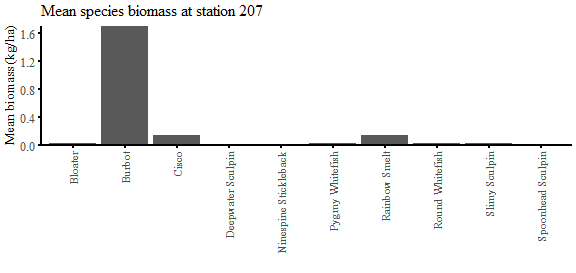 Mean species biomass at station 207
Mean biomass (kg/ha)
1.6
1.2
0.8
0.4
0.0
Bloater
Burbot
Cisco
Deepwater Sculpin
Ninespine Stickleback
Pygmy Whitefish
Rainbow Smelt
Round Whitefish
Slimy Sculpin
Spoonhead Sculpin